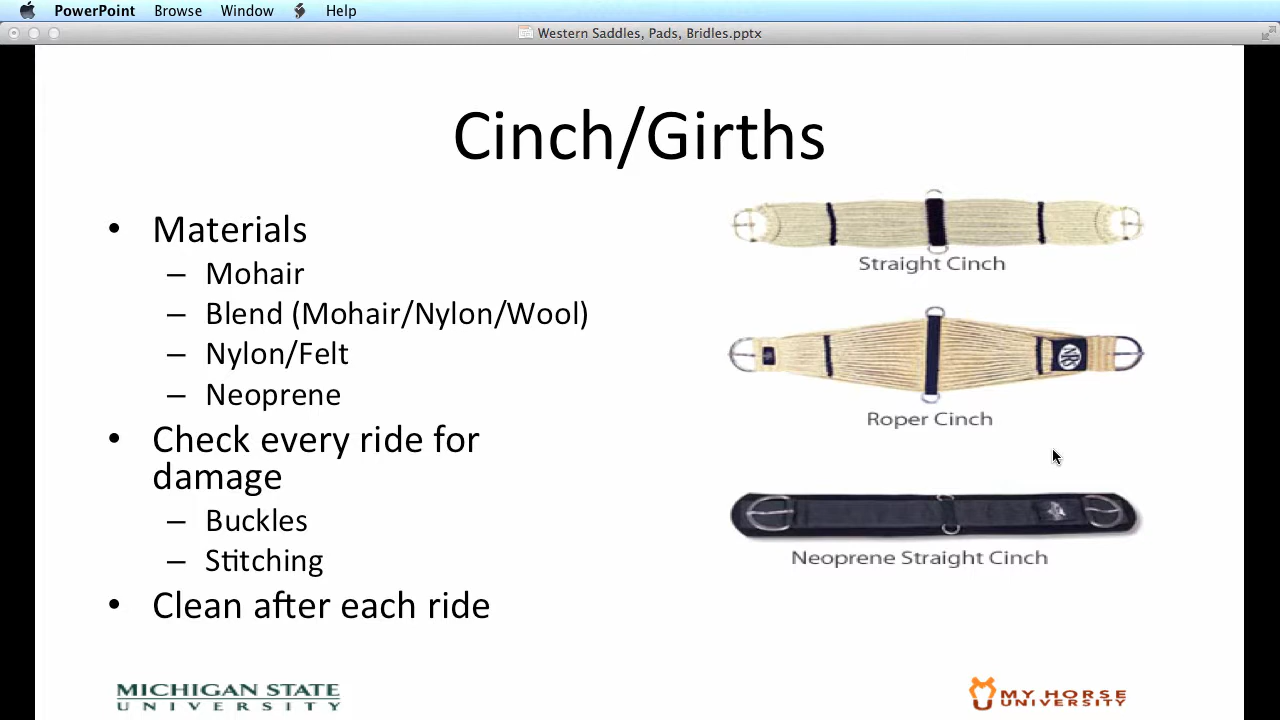 PowerPoint Browse Window Help
Western Saddles, Pads, Bridles.pptx
Cinch/Girths
• Materials
– Mohair
– Blend (Mohair/Nylon/Wool)
– Nylon/Felt
– Neoprene
• Check every ride for
damage
– Buckles
– Stitching
• Clean after each ride
Straight Cinch
NRS
Roper Cinch
Neoprene Straight Cinch
MICHIGAN STATE
UNIVERSITY
MY HORSE
UNIVERSITY